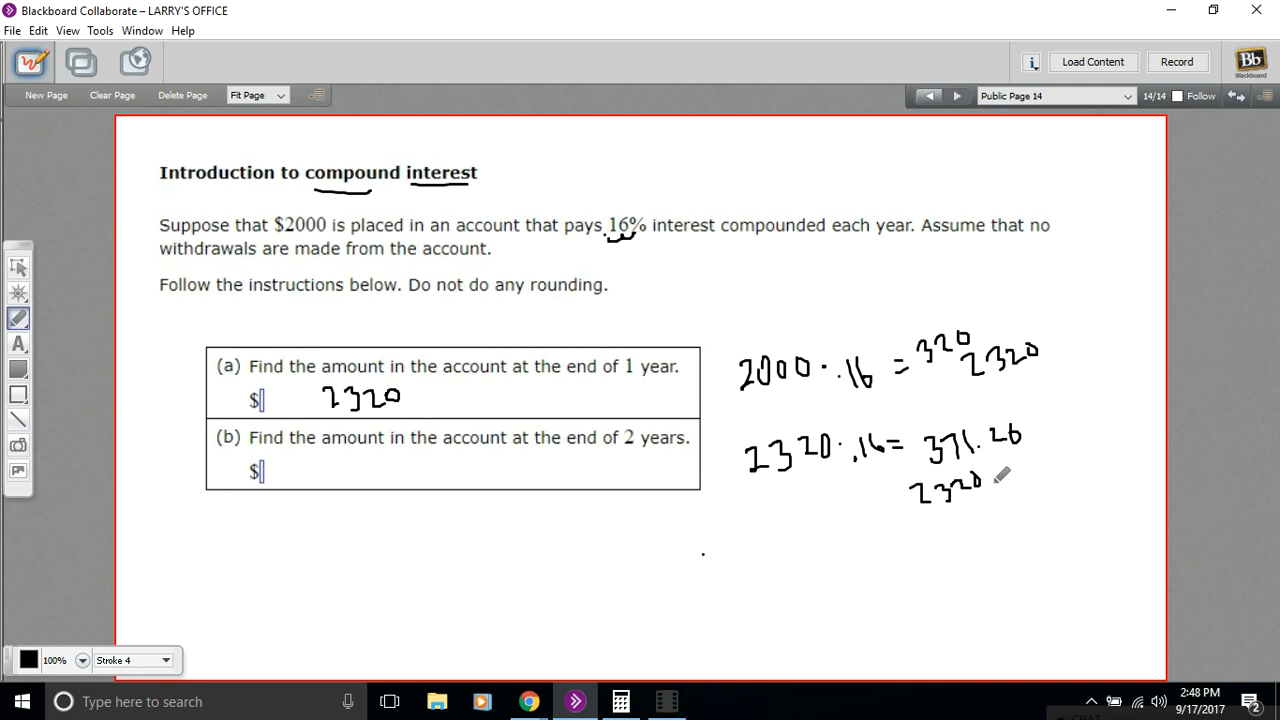 Blackboard Collaborate – LARRY'S OFFICE
File Edit View Tools Window Help
Load Content Record Bb Blackboard
New Page Clear Page Delete Page Fit Page Public Page 14 14/14 Follow
Introduction to compound interest
Suppose that $2000 is placed in an account that pays 16% interest compounded each year. Assume that no
withdrawals are made from the account.
Follow the instructions below. Do not do any rounding.
(a) Find the amount in the account at the end of 1 year.
$ 2320
(b) Find the amount in the account at the end of 2 years.
$
2000 · .16 = 320 2320
2320 · .16 = 371.26
2320
100% Stroke 4
Type here to search
2:48 PM
9/17/2017
2